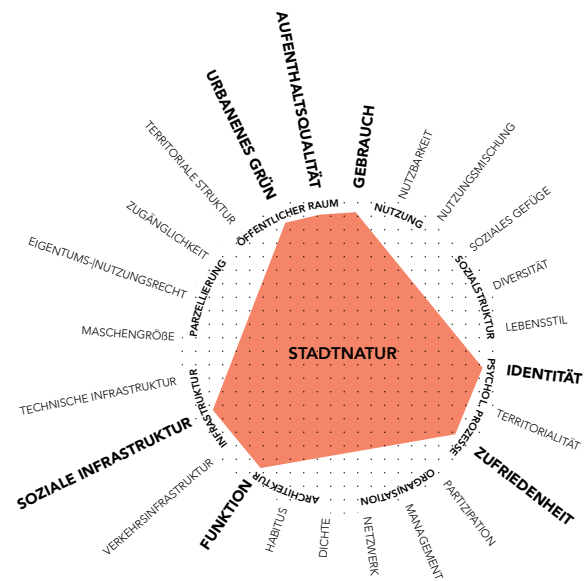 URBANENES GRÜN
AUFENTHALTSQUALITÄT
GEBRAUCH
NUTZBARKEIT
NUTZUNGSMISCHUNG
SOZIALES GEFÜGE
DIVERSITÄT
LEBENSSTIL
IDENTITÄT
TERRITORIALITÄT
ZUFRIEDENHEIT
PARTIZIPATION
MANAGEMENT
NETZWERK
DICHTE
HABITUS
FUNKTION
VERKEHRSINFRASTRUKTUR
SOZIALE INFRASTRUKTUR
TECHNISCHE INFRASTRUKTUR
MASCHENGRÖßE
EIGENTUMS-|NUTZUNGSRECHT
ZUGÄNGLICHKEIT
TERRITORIALE STRUKTUR
ÖFFENTLICHER RAUM
NUTZUNG
SOZIALSTRUKTUR
PSYCHOL. PROZESSE
ORGANISATION
ARCHITEKTUR
INFRASTRUKTUR
PARZELLIERUNG
STADTNATUR